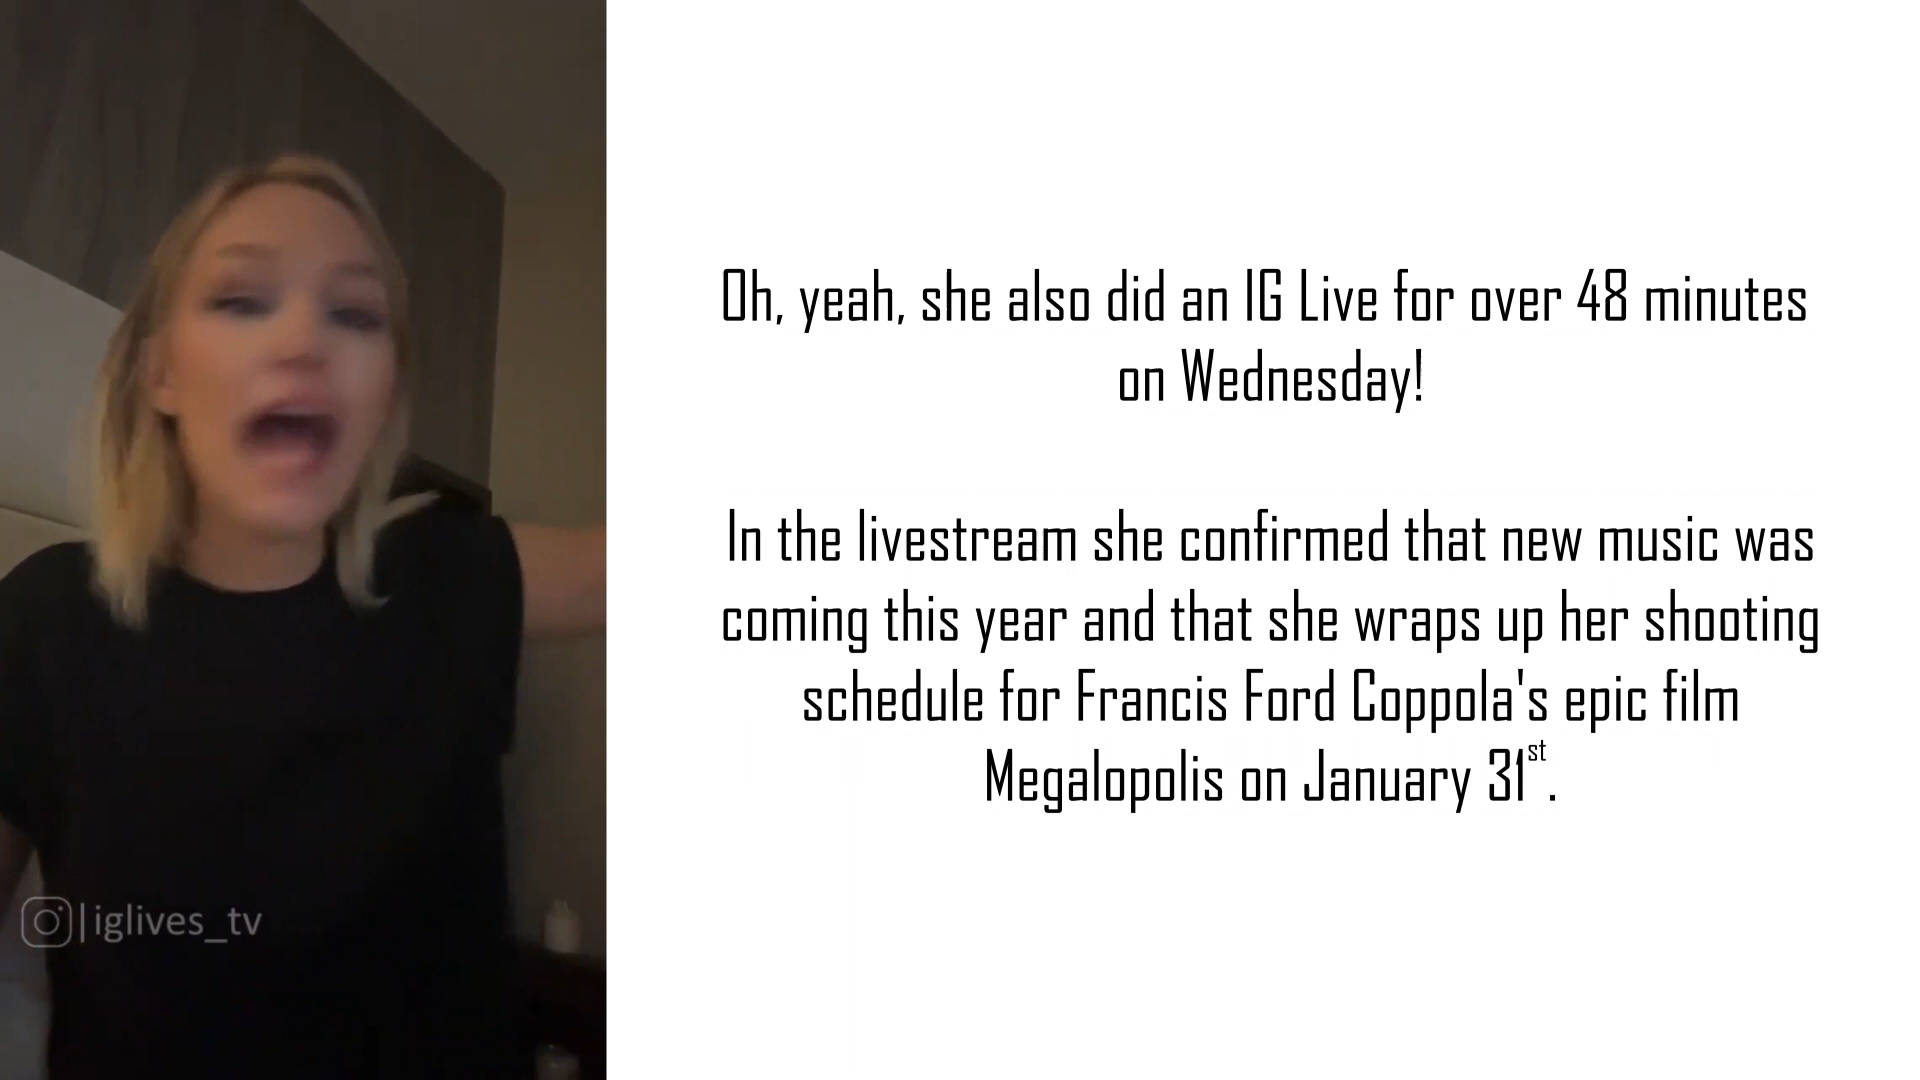 Oh, yeah, she also did an IG Live for over 48 minutes
on Wednesday!
In the livestream she confirmed that new music was
coming this year and that she wraps up her shooting
schedule for Francis Ford Coppola's epic film
Megalopolis on January 31st.
|iglives_tv